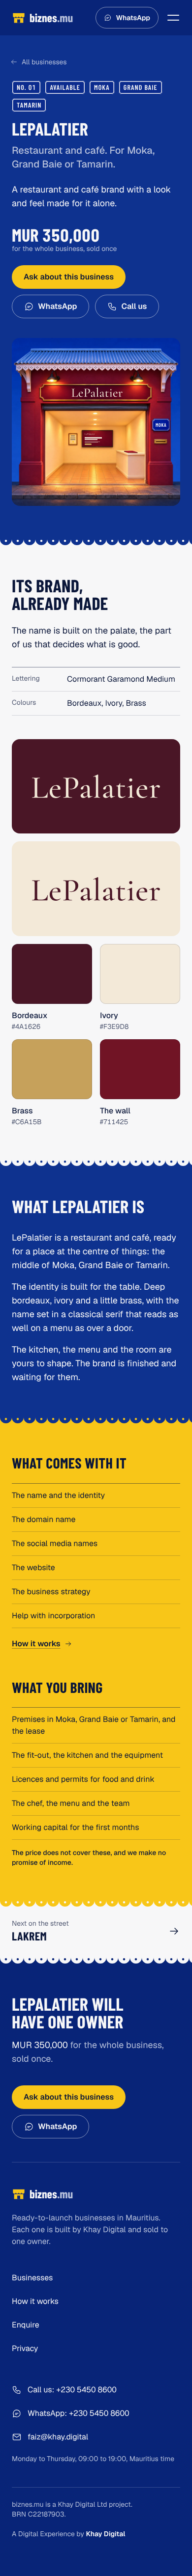 biznes.mu
WhatsApp
← All businesses
NO. 01 AVAILABLE MOKA GRAND BAIE
TAMARIN
LEPALATIER
Restaurant and café. For Moka,
Grand Baie or Tamarin.
A restaurant and café brand with a look
and feel made for it alone.
MUR 350,000
for the whole business, sold once
Ask about this business
WhatsApp Call us
LePalatier
MOKA
ITS BRAND,
ALREADY MADE
The name is built on the palate, the part
of us that decides what is good.
Lettering Cormorant Garamond Medium
Colours Bordeaux, Ivory, Brass
LePalatier
LePalatier
Bordeaux Ivory
#4A1626 #F3E9D8
Brass The wall
#C6A15B #711425
WHAT LEPALATIER IS
LePalatier is a restaurant and café, ready
for a place at the centre of things: the
middle of Moka, Grand Baie or Tamarin.
The identity is built for the table. Deep
bordeaux, ivory and a little brass, with the
name set in a classical serif that reads as
well on a menu as over a door.
The kitchen, the menu and the room are
yours to shape. The brand is finished and
waiting for them.
WHAT COMES WITH IT
The name and the identity
The domain name
The social media names
The website
The business strategy
Help with incorporation
How it works →
WHAT YOU BRING
Premises in Moka, Grand Baie or Tamarin, and
the lease
The fit-out, the kitchen and the equipment
Licences and permits for food and drink
The chef, the menu and the team
Working capital for the first months
The price does not cover these, and we make no
promise of income.
Next on the street
LAKREM →
LEPALATIER WILL
HAVE ONE OWNER
MUR 350,000 for the whole business,
sold once.
Ask about this business
WhatsApp
biznes.mu
Ready-to-launch businesses in Mauritius.
Each one is built by Khay Digital and sold to
one owner.
Businesses
How it works
Enquire
Privacy
Call us: +230 5450 8600
WhatsApp: +230 5450 8600
faiz@khay.digital
Monday to Thursday, 09:00 to 19:00, Mauritius time
biznes.mu is a Khay Digital Ltd project.
BRN C22187903.
A Digital Experience by Khay Digital